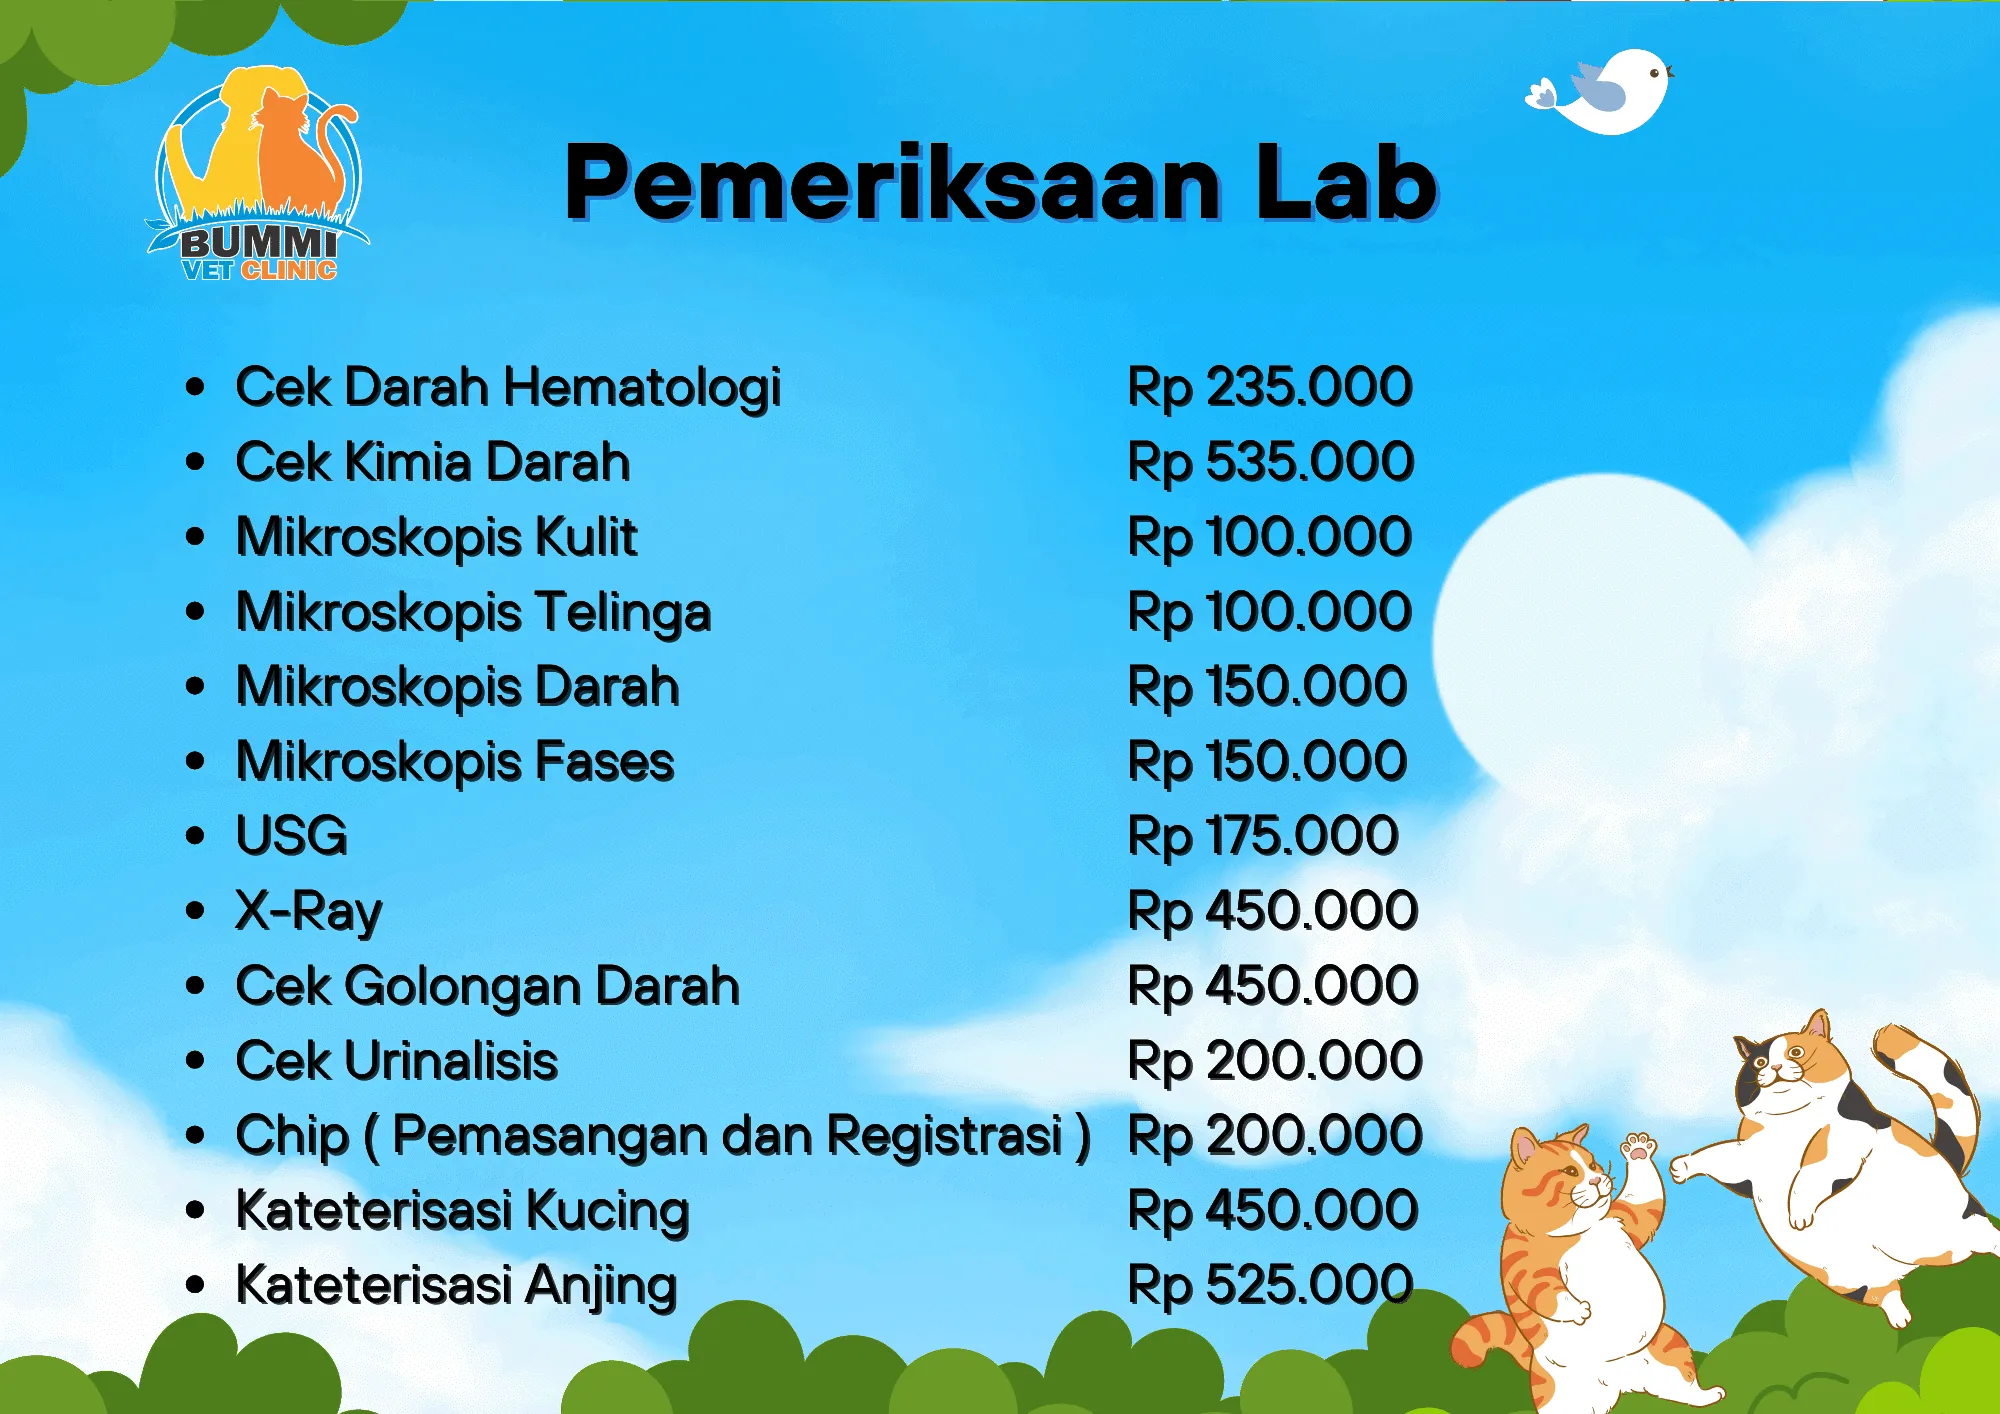 BUMMI
VET CLINIC
Pemeriksaan Lab
• Cek Darah Hematologi Rp 235.000
• Cek Kimia Darah Rp 535.000
• Mikroskopis Kulit Rp 100.000
• Mikroskopis Telinga Rp 100.000
• Mikroskopis Darah Rp 150.000
• Mikroskopis Fases Rp 150.000
• USG Rp 175.000
• X-Ray Rp 450.000
• Cek Golongan Darah Rp 450.000
• Cek Urinalisis Rp 200.000
• Chip ( Pemasangan dan Registrasi ) Rp 200.000
• Kateterisasi Kucing Rp 450.000
• Kateterisasi Anjing Rp 525.000